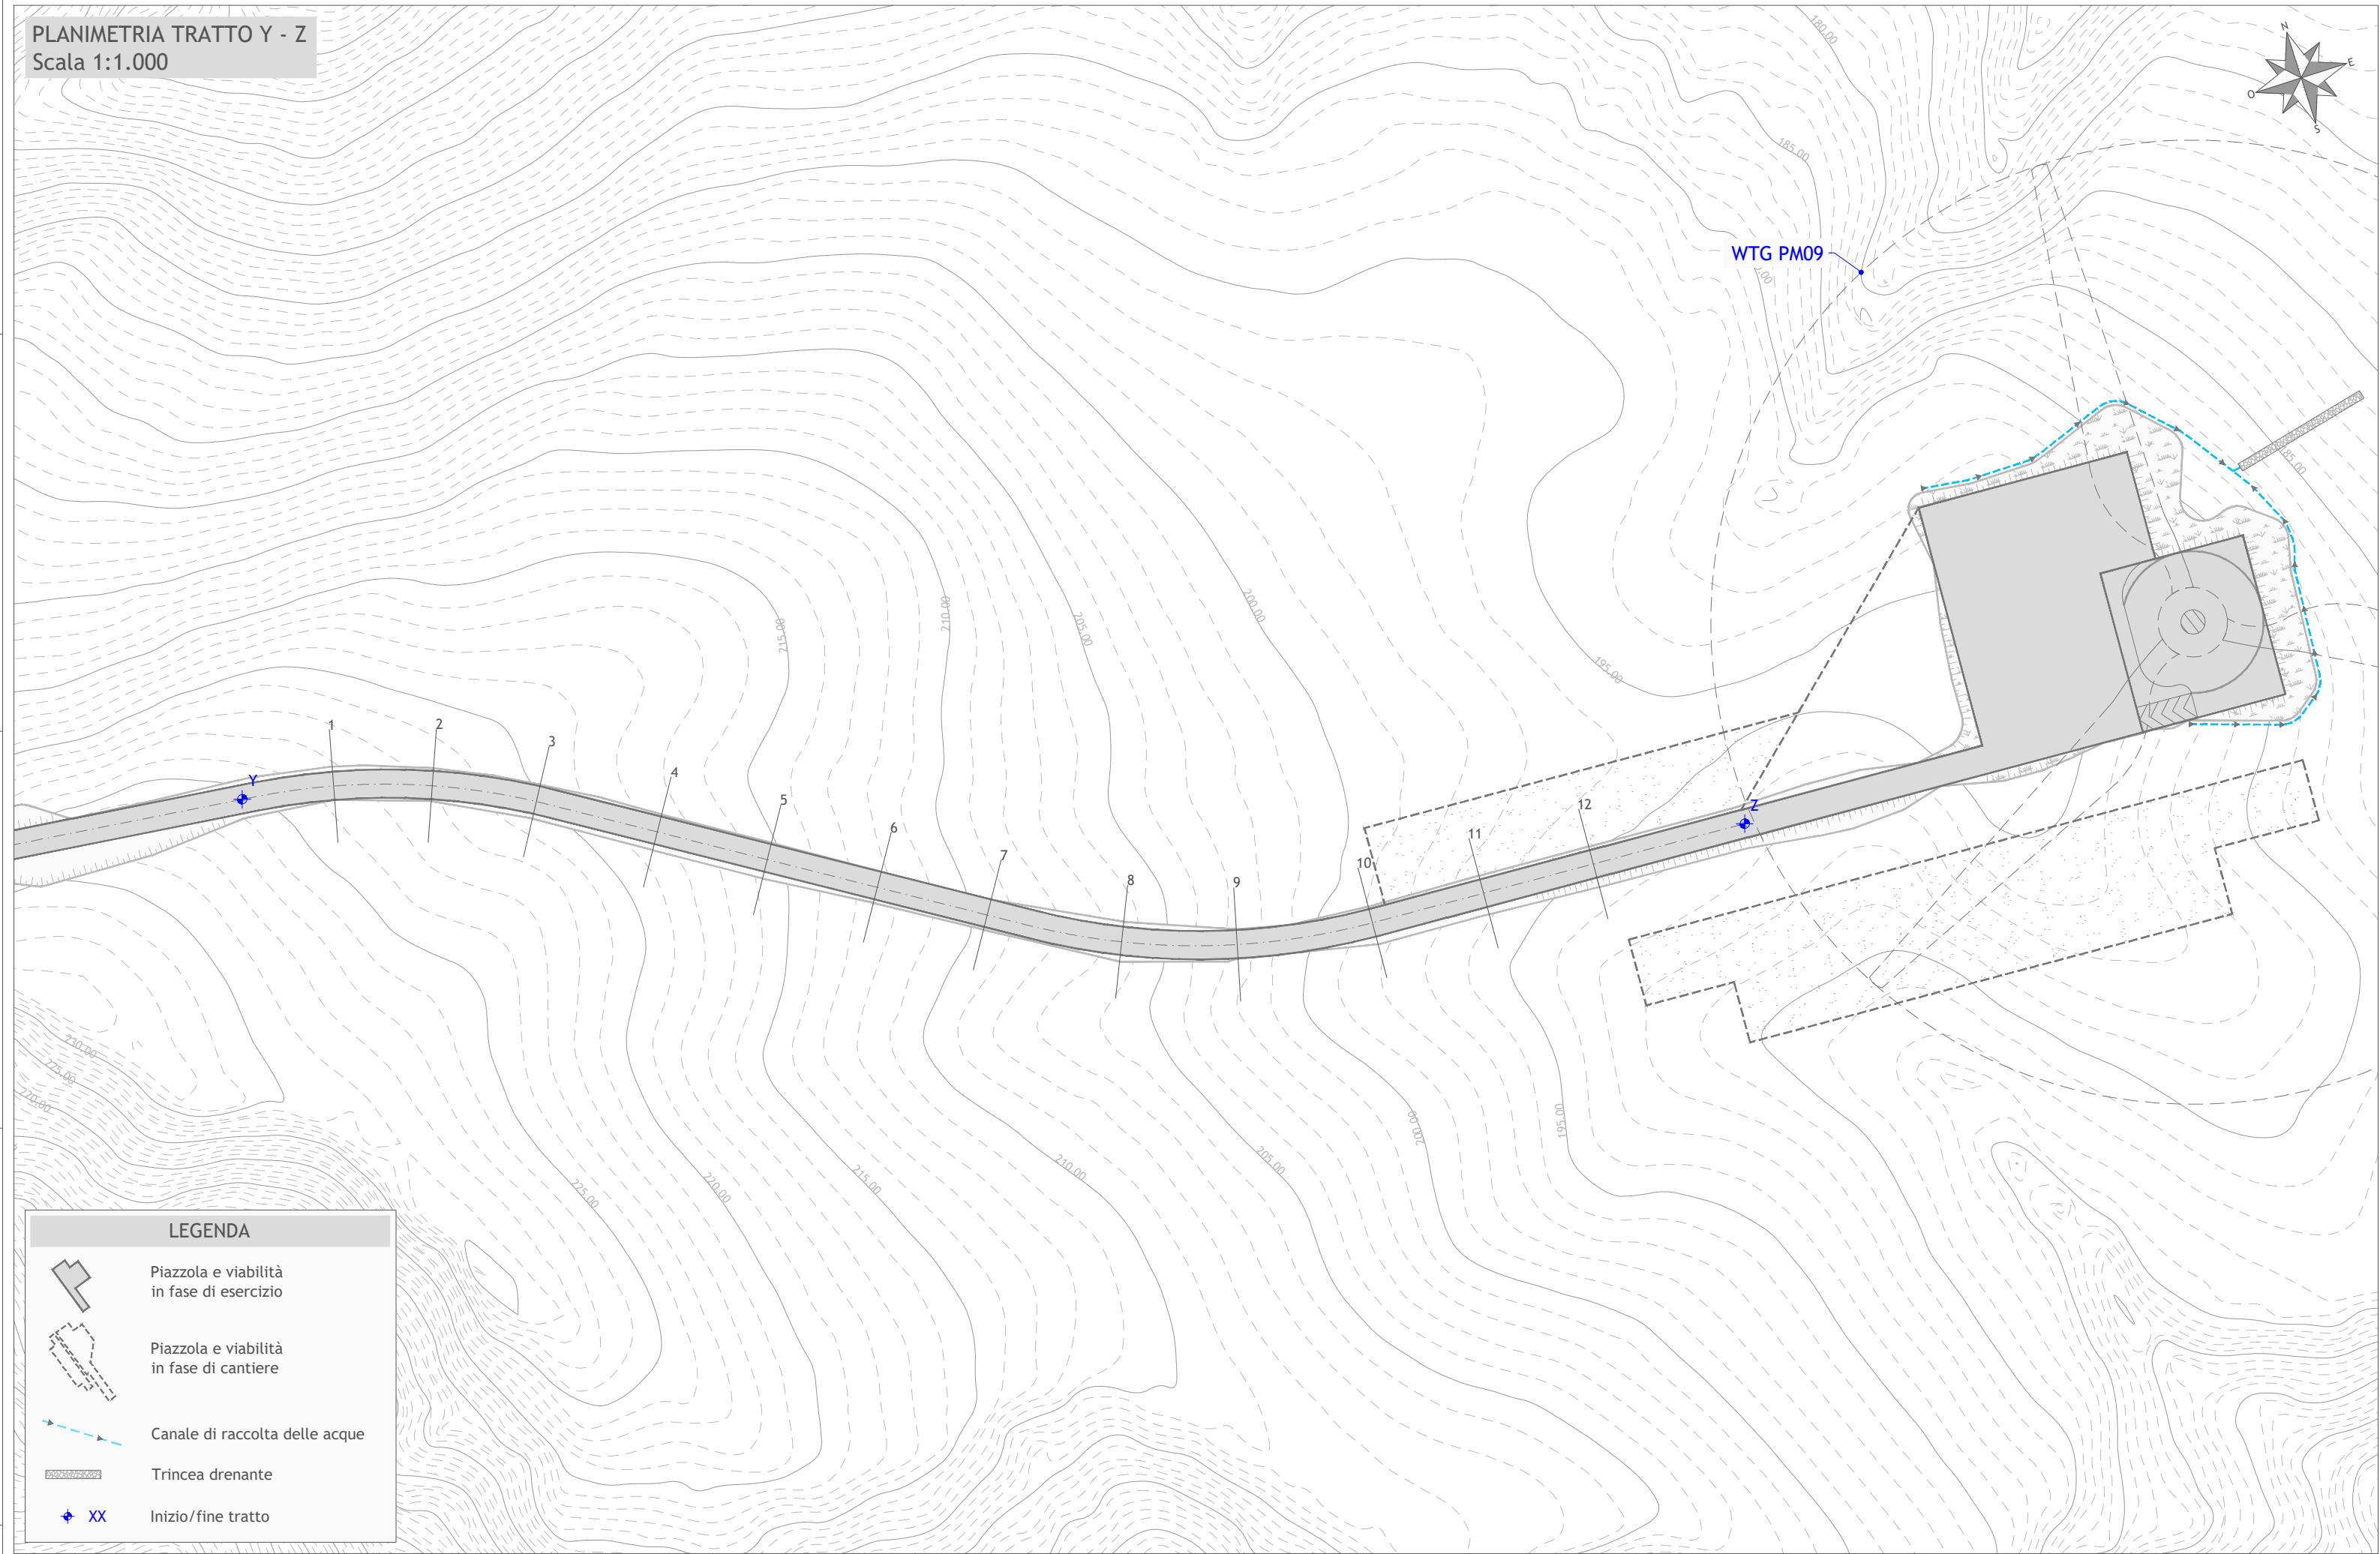 PLANIMETRIA TRATTO Y - Z
Scala 1:1.000
N
E
O
S
180.00
185.00
WTG PM09
185.00
215.00
210.00
205.00
200.00
195.00
1
2
3
4
5
6
7
8
9
10
11
12
Y
Z
230.00
225.00
220.00
225.00
220.00
215.00
210.00
205.00
200.00
195.00
LEGENDA
Piazzola e viabilità
in fase di esercizio
Piazzola e viabilità
in fase di cantiere
Canale di raccolta delle acque
Trincea drenante
XX
Inizio/fine tratto